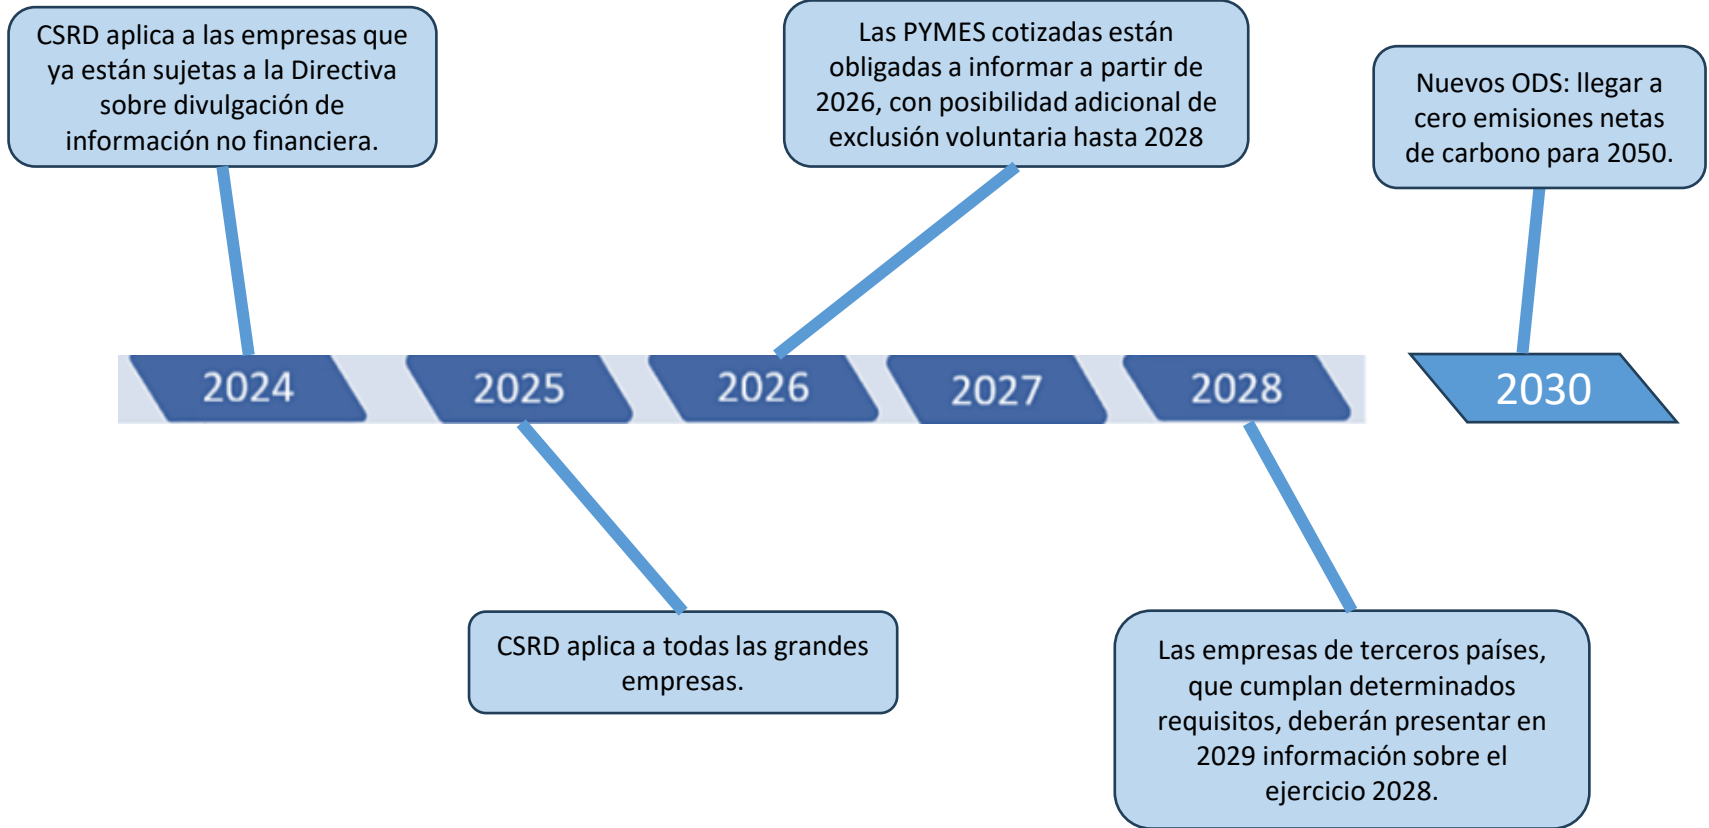 CSRD aplica a las empresas que
ya están sujetas a la Directiva
sobre divulgación de
información no financiera.
Las PYMES cotizadas están
obligadas a informar a partir de
2026, con posibilidad adicional de
exclusión voluntaria hasta 2028
Nuevos ODS: llegar a
cero emisiones netas
de carbono para 2050.
2024
2025
2026
2027
2028
2030
CSRD aplica a todas las grandes
empresas.
Las empresas de terceros países,
que cumplan determinados
requisitos, deberán presentar en
2029 información sobre el
ejercicio 2028.